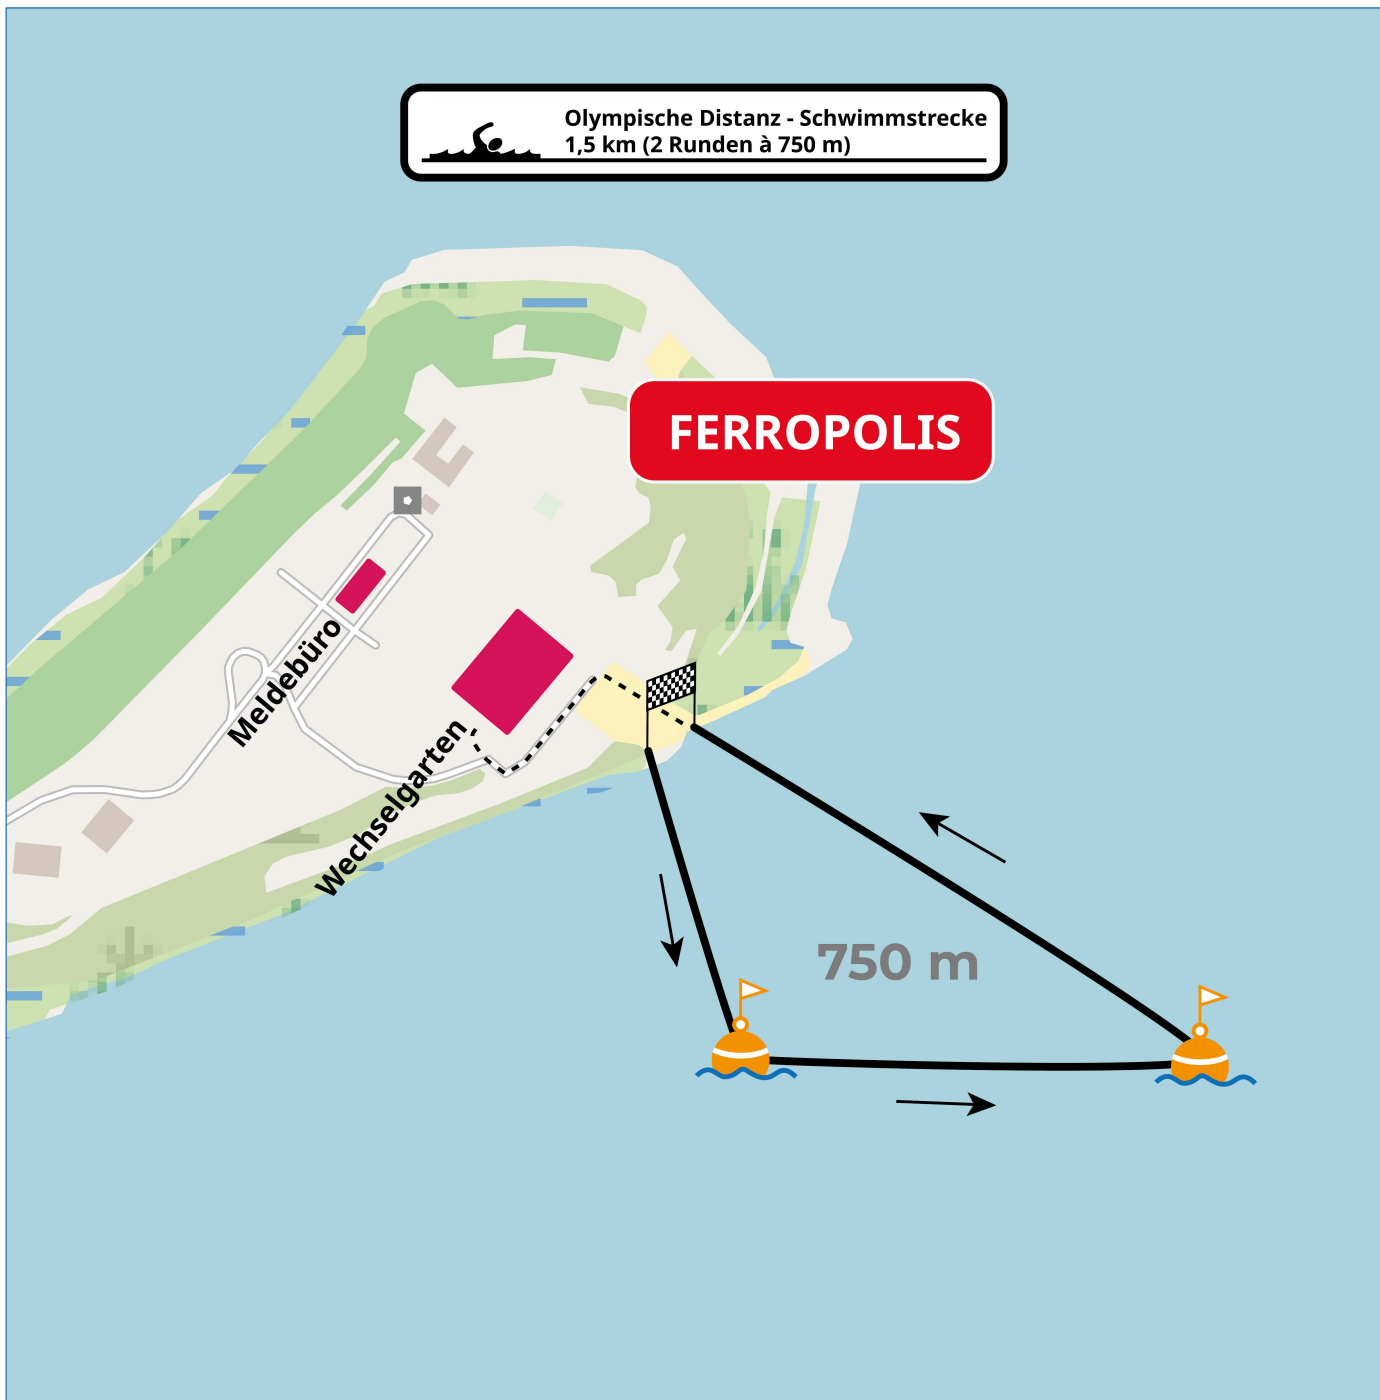 Olympische Distanz - Schwimmstrecke
1,5 km (2 Runden à 750 m)
FERROPOLIS
Meldebüro
Wechselgarten
750 m